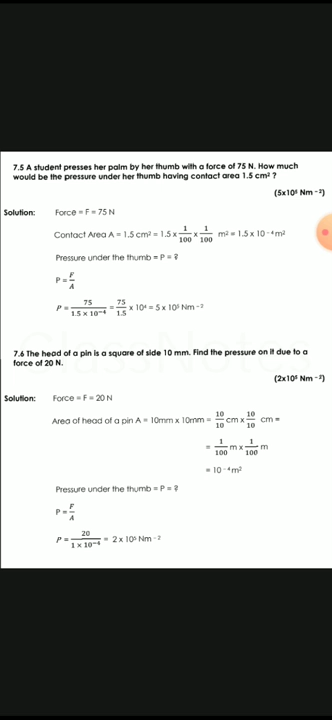 7.5 A student presses her palm by her thumb with a force of 75 N. How much
would be the pressure under her thumb having contact area 1.5 cm² ?
(5x10⁵ Nm⁻²)
Solution: Force = F = 75 N
Contact Area A = 1.5 cm² = 1.5 x 1/100 x 1/100 m² = 1.5 x 10⁻⁴m²
Pressure under the thumb = P = ?
P = F/A
P = 75/(1.5 x 10⁻⁴) = 75/1.5 x 10⁴ = 5 x 10⁵ Nm⁻²
7.6 The head of a pin is a square of side 10 mm. Find the pressure on it due to a
force of 20 N.
(2x10⁵ Nm⁻²)
Solution: Force = F = 20 N
Area of head of a pin A = 10mm x 10mm = 10/10 cm x 10/10 cm =
= 1/100 m x 1/100 m
= 10⁻⁴m²
Pressure under the thumb = P = ?
P = F/A
P = 20/(1 x 10⁻⁴) = 2 x 10⁵ Nm⁻²